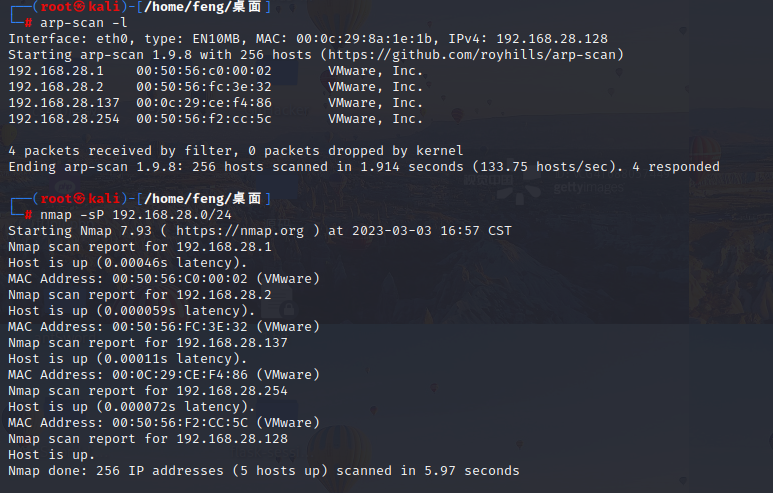 ┌──(root㉿kali)-[/home/feng/桌面]
└─# arp-scan -l
Interface: eth0, type: EN10MB, MAC: 00:0c:29:8a:1e:1b, IPv4: 192.168.28.128
Starting arp-scan 1.9.8 with 256 hosts (https://github.com/royhills/arp-scan)
192.168.28.1    00:50:56:c0:00:02       VMware, Inc.
192.168.28.2    00:50:56:fc:3e:32       VMware, Inc.
192.168.28.137  00:0c:29:ce:f4:86       VMware, Inc.
192.168.28.254  00:50:56:f2:cc:5c       VMware, Inc.

4 packets received by filter, 0 packets dropped by kernel
Ending arp-scan 1.9.8: 256 hosts scanned in 1.914 seconds (133.75 hosts/sec). 4 responded

┌──(root㉿kali)-[/home/feng/桌面]
└─# nmap -sP 192.168.28.0/24
Starting Nmap 7.93 ( https://nmap.org ) at 2023-03-03 16:57 CST
Nmap scan report for 192.168.28.1
Host is up (0.00046s latency).
MAC Address: 00:50:56:C0:00:02 (VMware)
Nmap scan report for 192.168.28.2
Host is up (0.000059s latency).
MAC Address: 00:50:56:FC:3E:32 (VMware)
Nmap scan report for 192.168.28.137
Host is up (0.00011s latency).
MAC Address: 00:0C:29:CE:F4:86 (VMware)
Nmap scan report for 192.168.28.254
Host is up (0.000072s latency).
MAC Address: 00:50:56:F2:CC:5C (VMware)
Nmap scan report for 192.168.28.128
Host is up.
Nmap done: 256 IP addresses (5 hosts up) scanned in 5.97 seconds
gettyimages